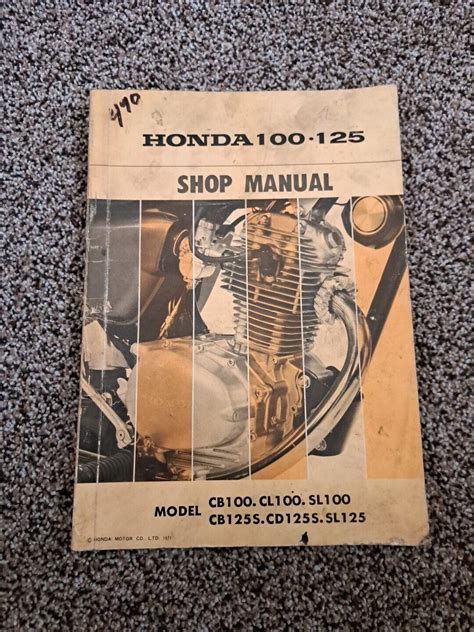 490
HONDA 100·125
SHOP MANUAL
MODEL CB100. CL100. SL100
CB125S. CD125S. SL125
© HONDA MOTOR CO. LTD. 1971